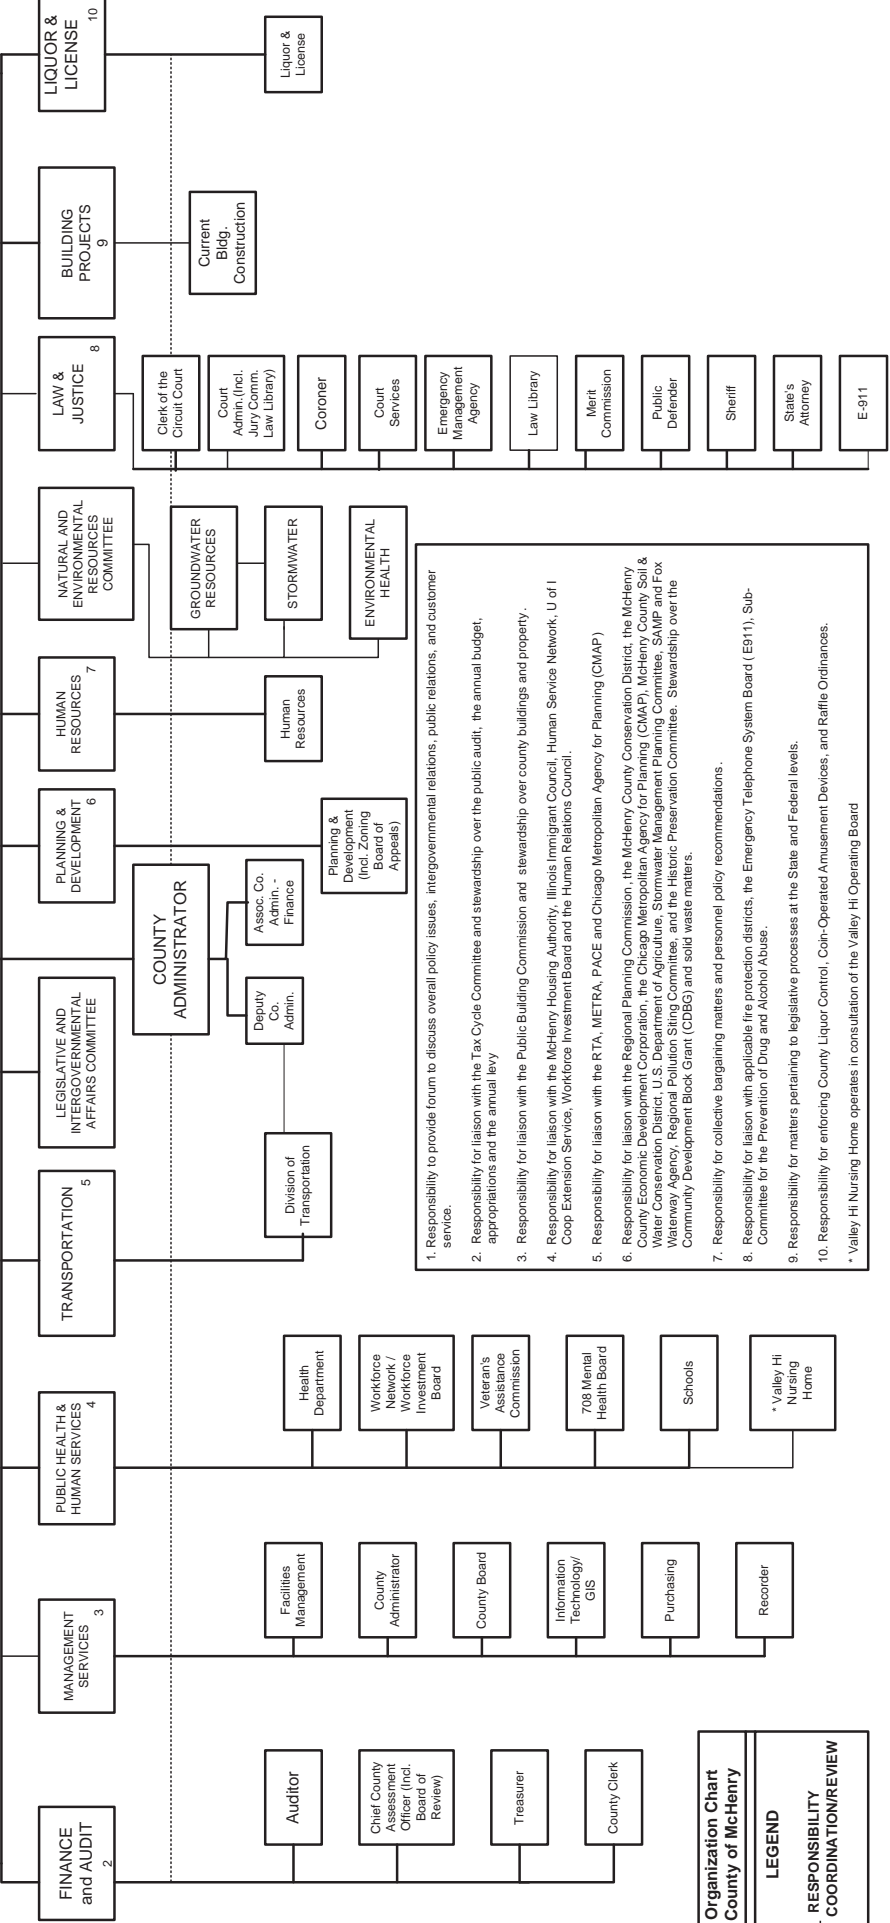 FINANCE
and AUDIT
2
MANAGEMENT
SERVICES
3
PUBLIC HEALTH &
HUMAN SERVICES
4
TRANSPORTATION
5
LEGISLATIVE AND
INTERGOVERNMENTAL
AFFAIRS COMMITTEE
PLANNING &
DEVELOPMENT
6
HUMAN
RESOURCES
7
NATURAL AND
ENVIRONMENTAL
RESOURCES
COMMITTEE
LAW &
JUSTICE
8
BUILDING
PROJECTS
9
LIQUOR &
LICENSE
10
COUNTY
ADMINISTRATOR
Deputy
Co.
Admin.
Assoc. Co.
Admin. -
Finance
Auditor
Chief County
Assessment
Officer (Incl.
Board of
Review)
Treasurer
County Clerk
Facilities
Management
County
Administrator
County Board
Information
Technology/
GIS
Purchasing
Recorder
Health
Department
Workforce
Network /
Workforce
Investment
Board
Veteran's
Assistance
Commission
708 Mental
Health Board
Schools
* Valley Hi
Nursing
Home
Division of
Transportation
Planning &
Development
(Incl. Zoning
Board of
Appeals)
Human
Resources
GROUNDWATER
RESOURCES
STORMWATER
ENVIRONMENTAL
HEALTH
Clerk of the
Circuit Court
Court
Admin.(Incl.
Jury Comm.
Law Library)
Coroner
Court
Services
Emergency
Management
Agency
Law Library
Merit
Commission
Public
Defender
Sheriff
State's
Attorney
E-911
Current
Bldg.
Construction
Liquor &
License
1. Responsibility to provide forum to discuss overall policy issues, intergovernmental relations, public relations, and customer
service.
2. Responsibility for liaison with the Tax Cycle Committee and stewardship over the public audit, the annual budget,
appropriations and the annual levy
3. Responsibility for liaison with the Public Building Commission and stewardship over county buildings and property.
4. Responsibility for liaison with the McHenry Housing Authority, Illinois Immigrant Council, Human Service Network, U of I
Coop Extension Service, Workforce Investment Board and the Human Relations Council.
5. Responsibility for liaison with the RTA, METRA, PACE and Chicago Metropolitan Agency for Planning (CMAP)
6. Responsibility for liaison with the Regional Planning Commission, the McHenry County Conservation District, the McHenry
County Economic Development Corporation, the Chicago Metropolitan Agency for Planning (CMAP), McHenry County Soil &
Water Conservation District, U.S. Department of Agriculture, Stormwater Management Planning Committee, SAMP and Fox
Waterway Agency, Regional Pollution Siting Committee, and the Historic Preservation Committee. Stewardship over the
Community Development Block Grant (CDBG) and solid waste matters.
7. Responsibility for collective bargaining matters and personnel policy recommendations.
8. Responsibility for liaison with applicable fire protection districts, the Emergency Telephone System Board ( E911), Sub-
Committee for the Prevention of Drug and Alcohol Abuse.
9. Responsibility for matters pertaining to legislative processes at the State and Federal levels.
10. Responsibility for enforcing County Liquor Control, Coin-Operated Amusement Devices, and Raffle Ordinances.
* Valley Hi Nursing Home operates in consultation of the Valley Hi Operating Board
Organization Chart
County of McHenry
LEGEND
RESPONSIBILITY
COORDINATION/REVIEW